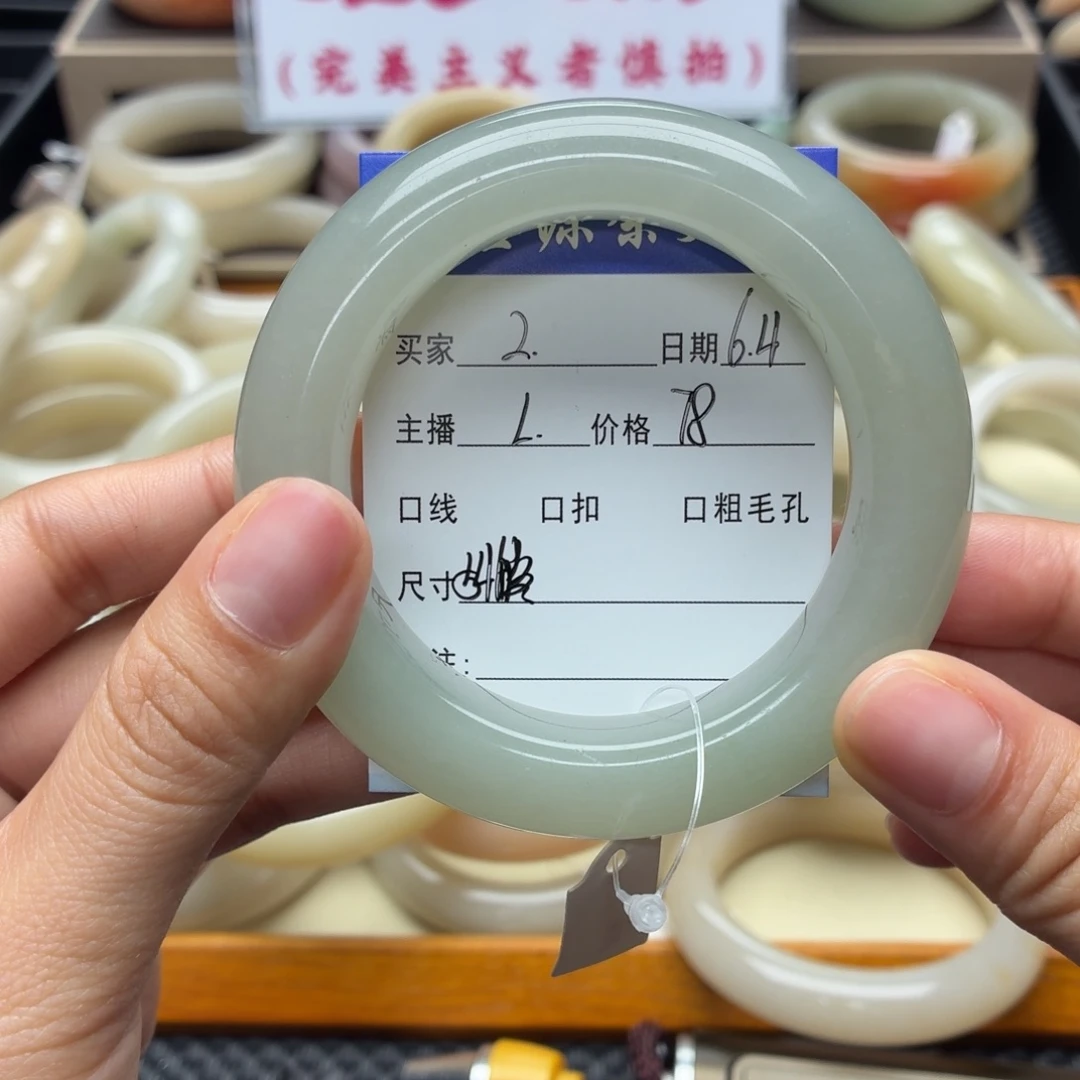 (完美主义者慎拍)
买家 2. 日期 6.4
主播 L. 价格 78
口线 口扣 口粗毛孔
尺寸
注: